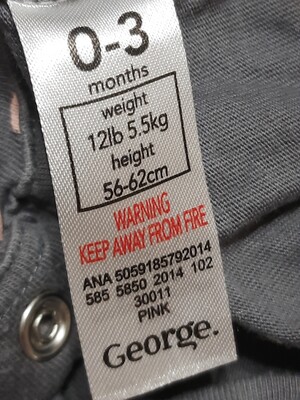 0-3
months
weight
12lb 5.5kg
height
56-62cm
WARNING
KEEP AWAY FROM FIRE
ANA 5059185792014
585 5850 2014 102
30011
PINK
George.